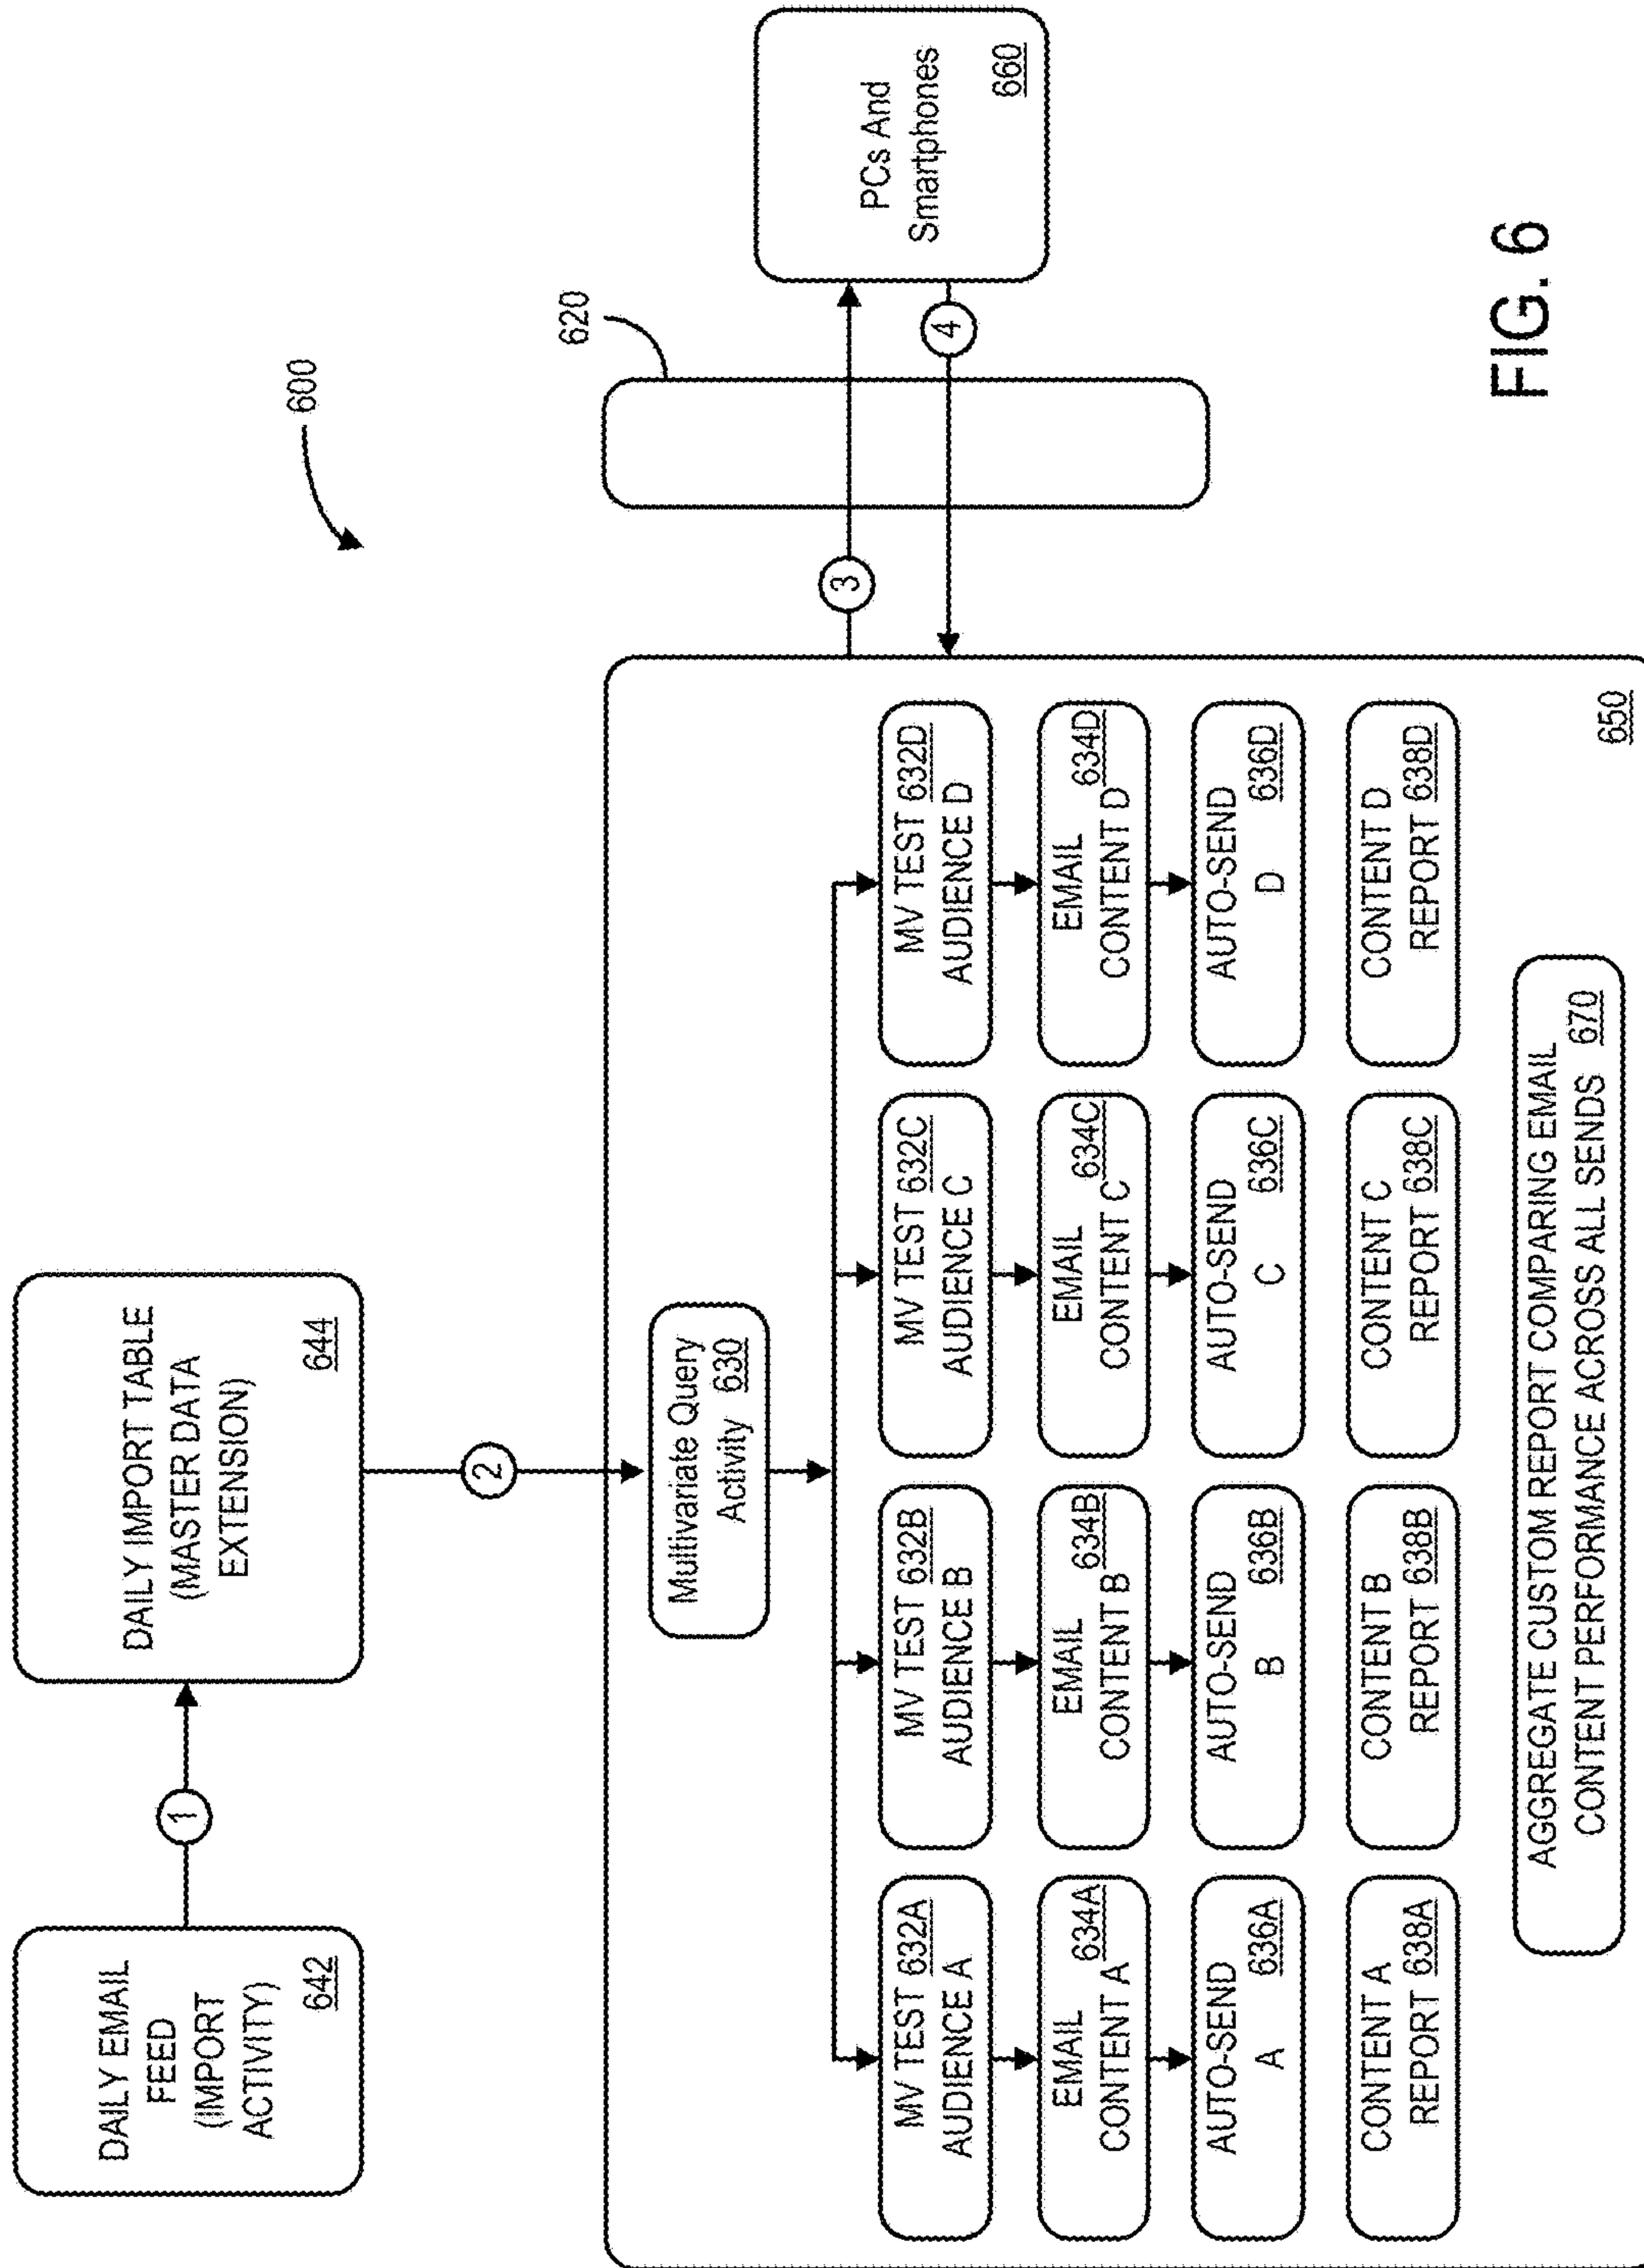 600
DAILY EMAIL
FEED
(IMPORT
ACTIVITY)
642
1
DAILY IMPORT TABLE
(MASTER DATA
EXTENSION)
644
2
620
Multivariate Query
Activity 630
3
4
PCs And
Smartphones
660
MV TEST 632A
AUDIENCE A
MV TEST 632B
AUDIENCE B
MV TEST 632C
AUDIENCE C
MV TEST 632D
AUDIENCE D
EMAIL 634A
CONTENT A
EMAIL 634B
CONTENT B
EMAIL 634C
CONTENT C
EMAIL 634D
CONTENT D
AUTO-SEND
A 636A
AUTO-SEND
B 636B
AUTO-SEND
C 636C
AUTO-SEND
D 636D
CONTENT A
REPORT 638A
CONTENT B
REPORT 638B
CONTENT C
REPORT 638C
CONTENT D
REPORT 638D
AGGREGATE CUSTOM REPORT COMPARING EMAIL
CONTENT PERFORMANCE ACROSS ALL SENDS 670
650
FIG. 6